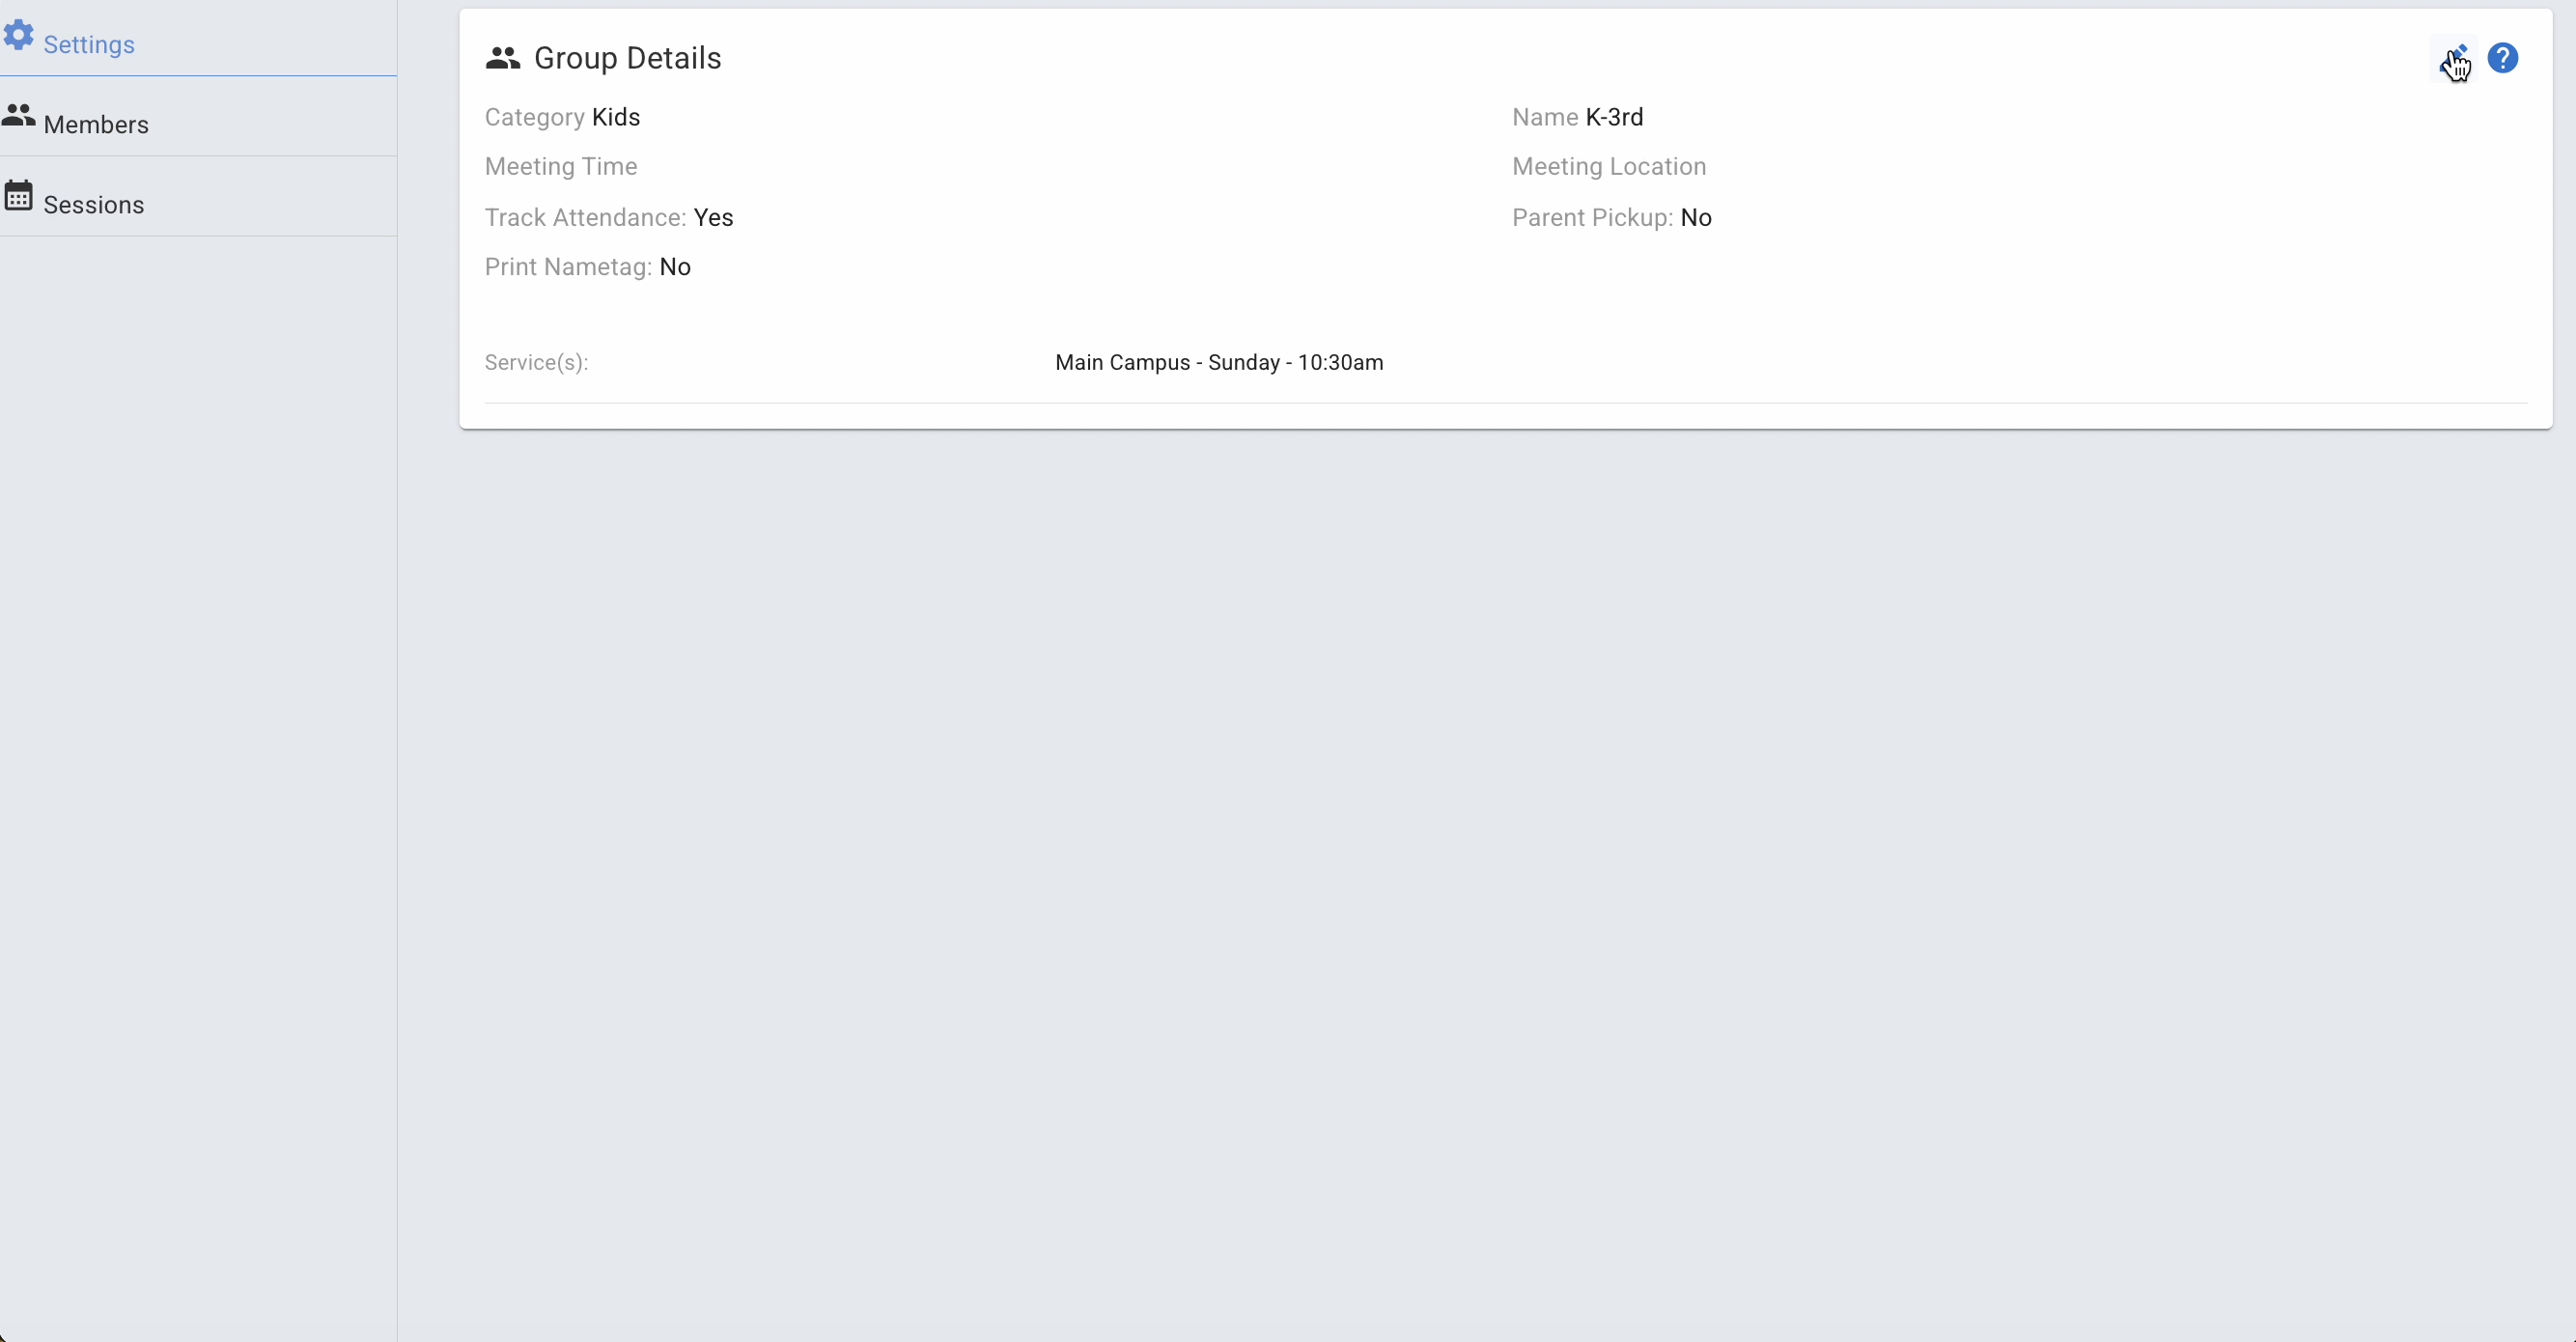 Settings
Members
Sessions
Group Details
Category Kids
Name K-3rd
Meeting Time
Meeting Location
Track Attendance: Yes
Parent Pickup: No
Print Nametag: No
Service(s):
Main Campus - Sunday - 10:30am